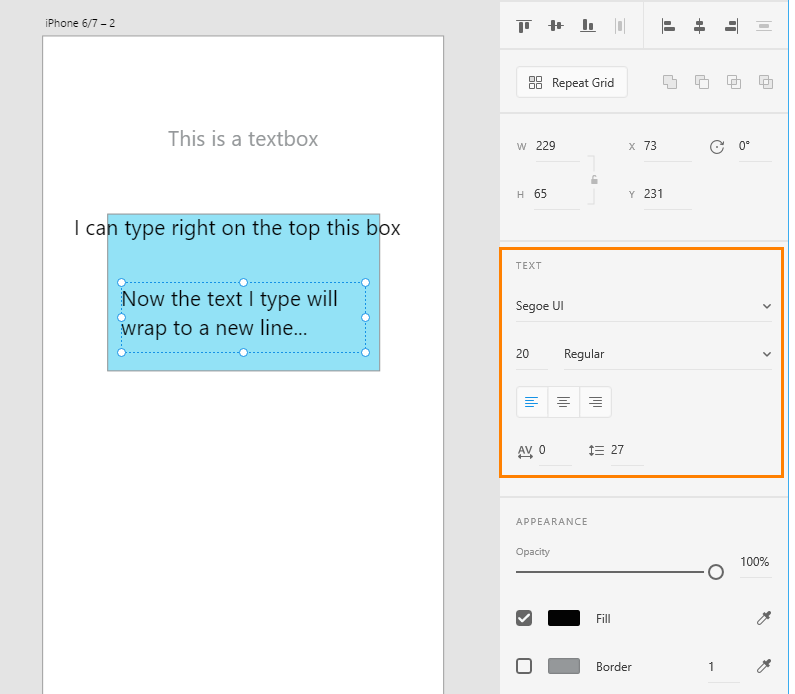 iPhone 6/7 – 2
This is a textbox
I can type right on the top this box
Now the text I type will
wrap to a new line...
Repeat Grid
W 229 X 73 0°
H 65 Y 231
TEXT
Segoe UI
20 Regular
AV 0 27
APPEARANCE
Opacity
100%
Fill
Border 1